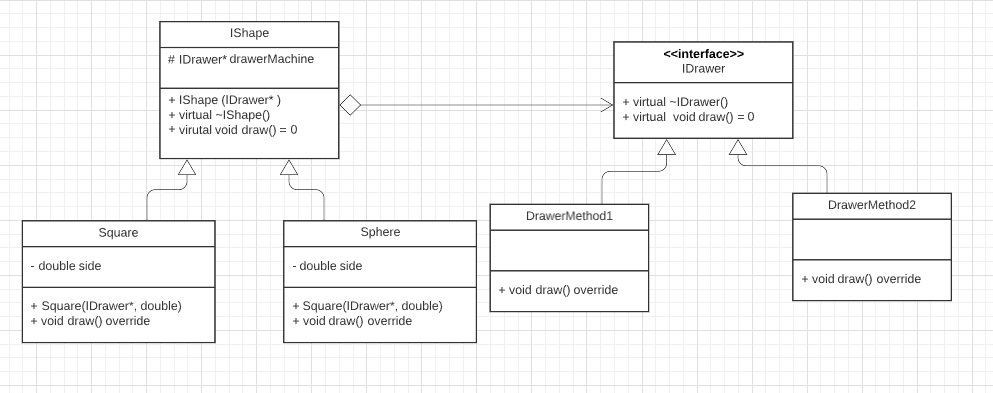 IShape
# IDrawer* drawerMachine
+ IShape (IDrawer* )
+ virtual ~IShape()
+ virutal void draw() = 0
<<interface>>
IDrawer
+ virtual ~IDrawer()
+ virtual  void draw() = 0
Square
- double side
+ Square(IDrawer*, double)
+ void draw() override
Sphere
- double side
+ Square(IDrawer*, double)
+ void draw() override
DrawerMethod1
+ void draw() override
DrawerMethod2
+ void draw() override